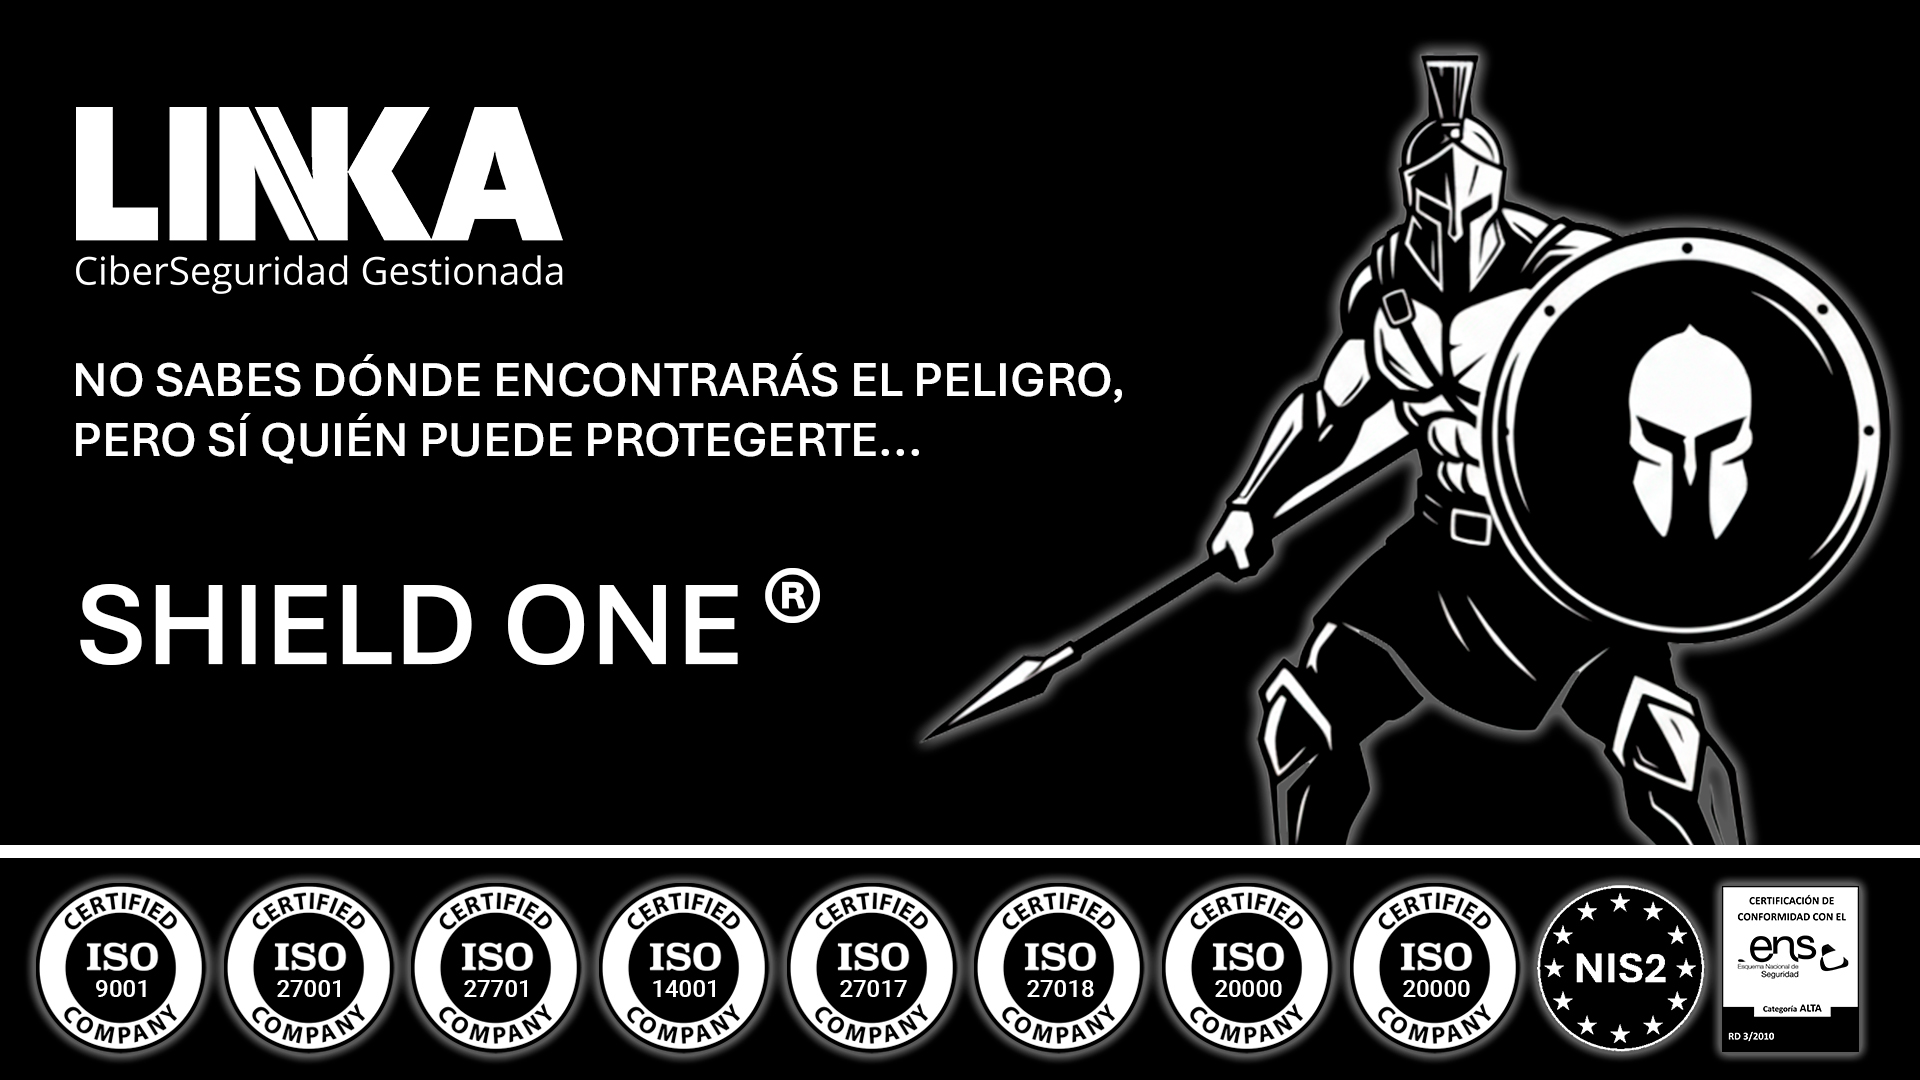 LINKA
CiberSeguridad Gestionada
NO SABES DÓNDE ENCONTRARÁS EL PELIGRO,
PERO SÍ QUIÉN PUEDE PROTEGERTE...
SHIELD ONE ®
CERTIFIED
ISO
9001
COMPANY
CERTIFIED
ISO
27001
COMPANY
CERTIFIED
ISO
27701
COMPANY
CERTIFIED
ISO
14001
COMPANY
CERTIFIED
ISO
27017
COMPANY
CERTIFIED
ISO
27018
COMPANY
CERTIFIED
ISO
20000
COMPANY
CERTIFIED
ISO
20000
COMPANY
NIS2
CERTIFICACIÓN DE
CONFORMIDAD CON EL
ens
Esquema Nacional de
Seguridad
Categoría ALTA
RD 3/2010